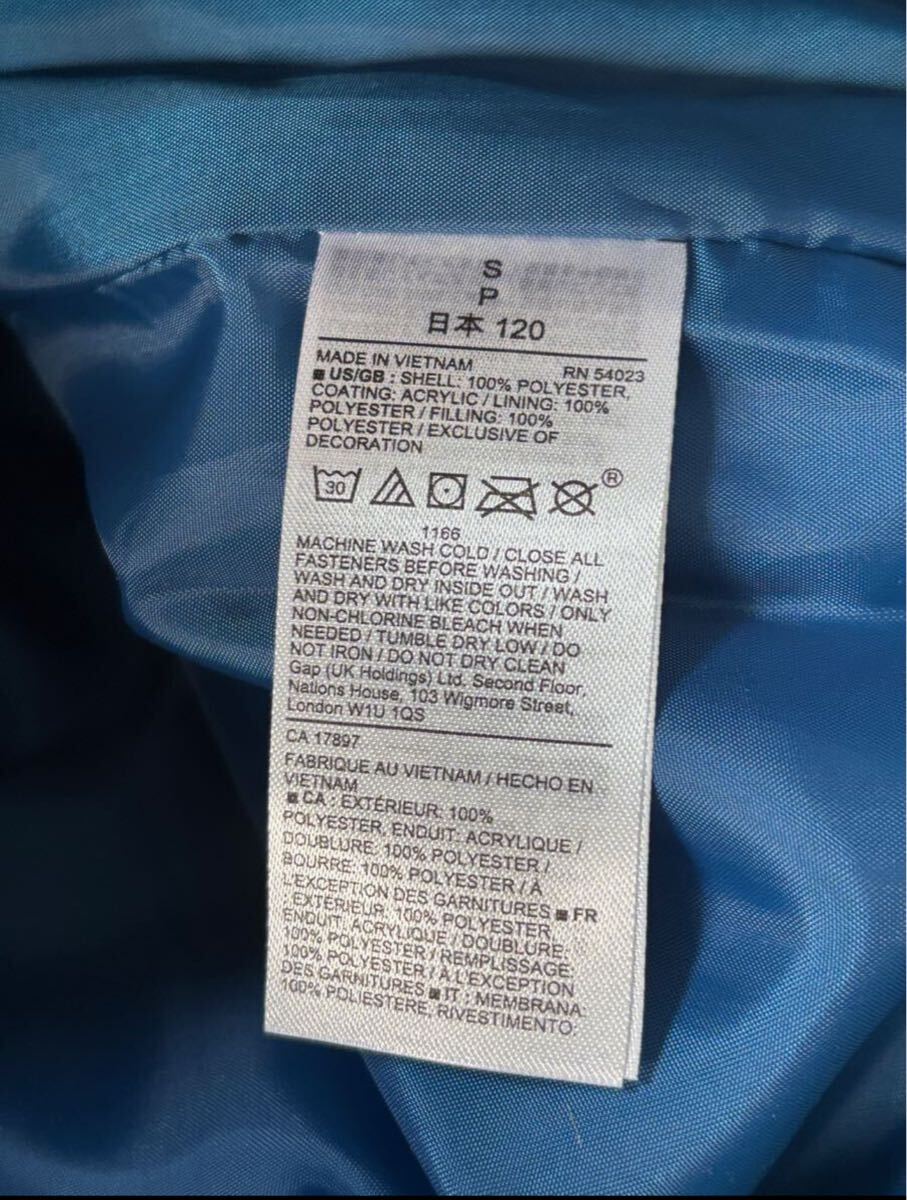 S
P
日本 120
MADE IN VIETNAM RN 54023
■ US/GB : SHELL: 100% POLYESTER,
COATING: ACRYLIC / LINING: 100%
POLYESTER / FILLING: 100%
POLYESTER / EXCLUSIVE OF
DECORATION
30
®
1166
MACHINE WASH COLD / CLOSE ALL
FASTENERS BEFORE WASHING /
WASH AND DRY INSIDE OUT / WASH
AND DRY WITH LIKE COLORS / ONLY
NON-CHLORINE BLEACH WHEN
NEEDED / TUMBLE DRY LOW / DO
NOT IRON / DO NOT DRY CLEAN
Gap (UK Holdings) Ltd. Second Floor,
Nations House, 103 Wigmore Street,
London W1U 1QS
CA 17897
FABRIQUE AU VIETNAM / HECHO EN
VIETNAM
■ CA : EXTÉRIEUR: 100%
POLYESTER, ENDUIT: ACRYLIQUE /
DOUBLURE: 100% POLYESTER /
BOURRE: 100% POLYESTER / À
L'EXCEPTION DES GARNITURES ■ FR
: EXTÉRIEUR: 100% POLYESTER,
ENDUIT: ACRYLIQUE / DOUBLURE:
100% POLYESTER / REMPLISSAGE:
100% POLYESTER / À L'EXCEPTION
DES GARNITURES ■ IT : MEMBRANA:
100% POLIESTERE, RIVESTIMENTO: